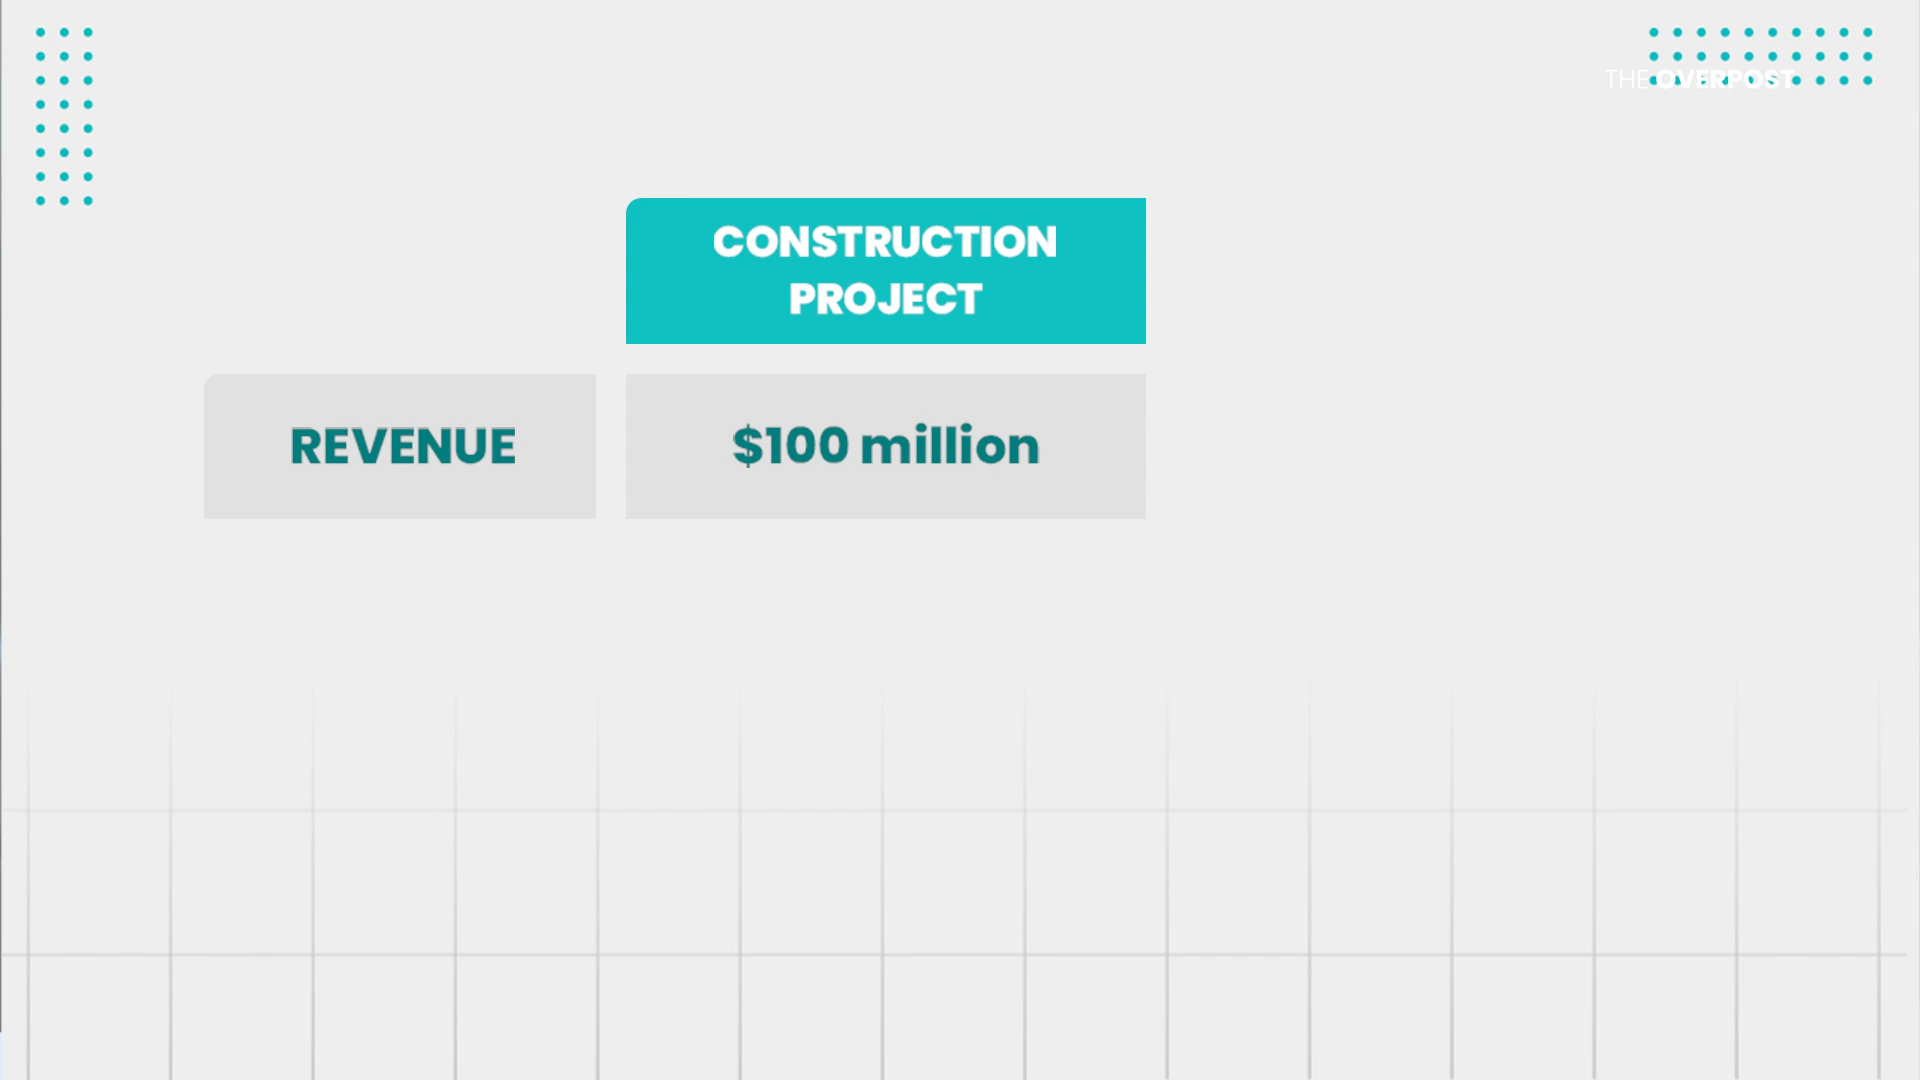 THE OVERPOST
CONSTRUCTION
PROJECT
REVENUE $100 million